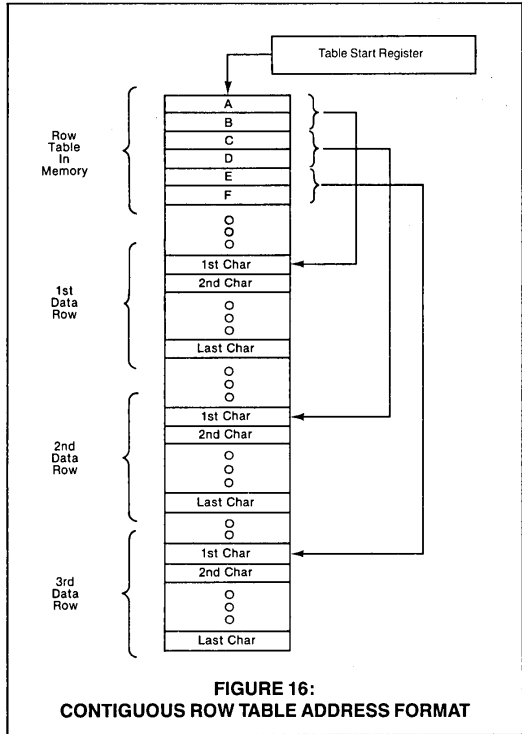 Table Start Register
A
B
C
D
E
F
Row
Table
In
Memory
1st Char
2nd Char
Last Char
1st
Data
Row
1st Char
2nd Char
Last Char
2nd
Data
Row
1st Char
2nd Char
Last Char
3rd
Data
Row
FIGURE 16:
CONTIGUOUS ROW TABLE ADDRESS FORMAT